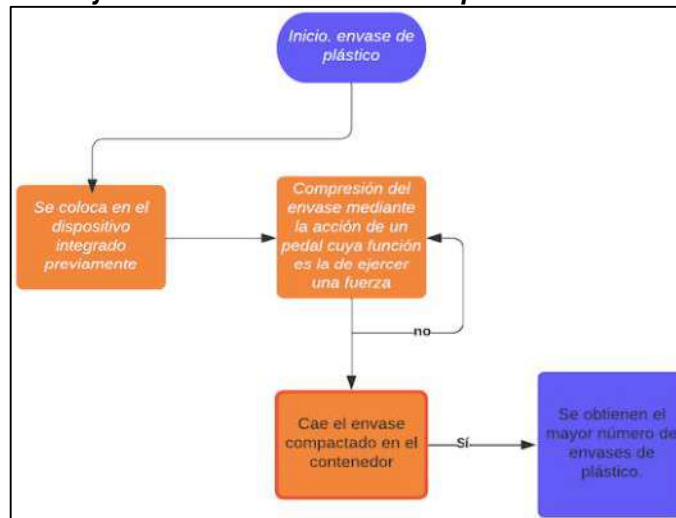 Inicio. envase de
plástico
Se coloca en el
dispositivo
integrado
previamente
Compresión del
envase mediante
la acción de un
pedal cuya función
es la de ejercer
una fuerza
no
Cae el envase
compactado en el
contenedor
Sí
Se obtienen el
mayor número de
envases de
plástico.